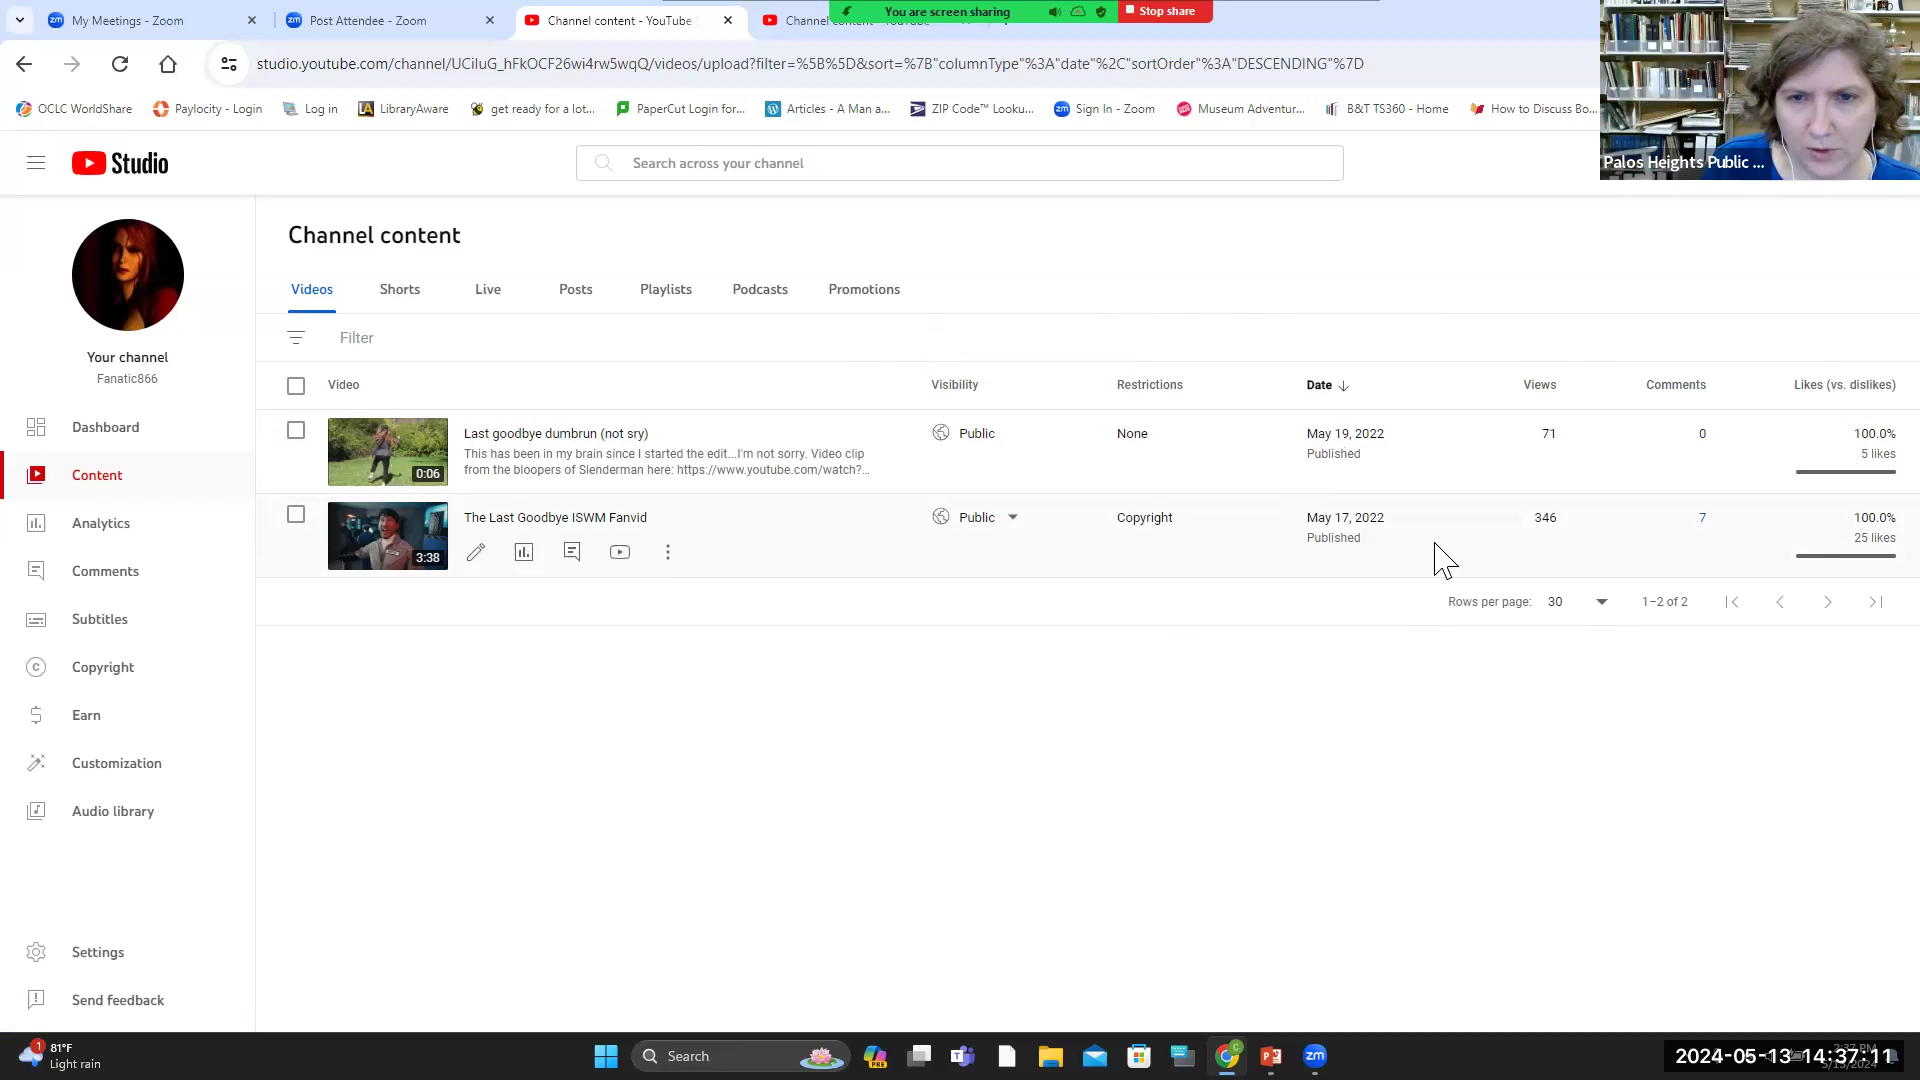 My Meetings - Zoom
Post Attendee - Zoom
Channel content - YouTube
You are screen sharing
Stop share
studio.youtube.com/channel/UCiluG_hFkOCF26wi4rw5wqQ/videos/upload?filter=%5B%5D&sort=%7B"columnType"%3A"date"%2C"sortOrder"%3A"DESCENDING"%7D
OCLC WorldShare
Paylocity - Login
Log in
LibraryAware
get ready for a lot...
PaperCut Login for...
Articles - A Man a...
ZIP Code™ Looku...
Sign In - Zoom
Museum Adventur...
B&T TS360 - Home
How to Discuss Bo...
Palos Heights Public ...
Studio
Search across your channel
Your channel
Fanatic866
Dashboard
Content
Analytics
Comments
Subtitles
Copyright
Earn
Customization
Audio library
Settings
Send feedback
Channel content
Videos
Shorts
Live
Posts
Playlists
Podcasts
Promotions
Filter
Video
Visibility
Restrictions
Date
Views
Comments
Likes (vs. dislikes)
0:06
Last goodbye dumbrun (not sry)
This has been in my brain since I started the edit...I'm not sorry. Video clip
from the bloopers of Slenderman here: https://www.youtube.com/watch?...
Public
None
May 19, 2022
Published
71
0
100.0%
5 likes
3:38
The Last Goodbye ISWM Fanvid
Public
Copyright
May 17, 2022
Published
346
7
100.0%
25 likes
Rows per page:
30
1–2 of 2
1
81°F
Light rain
Search
PRE
2024-05-13 14:37:11